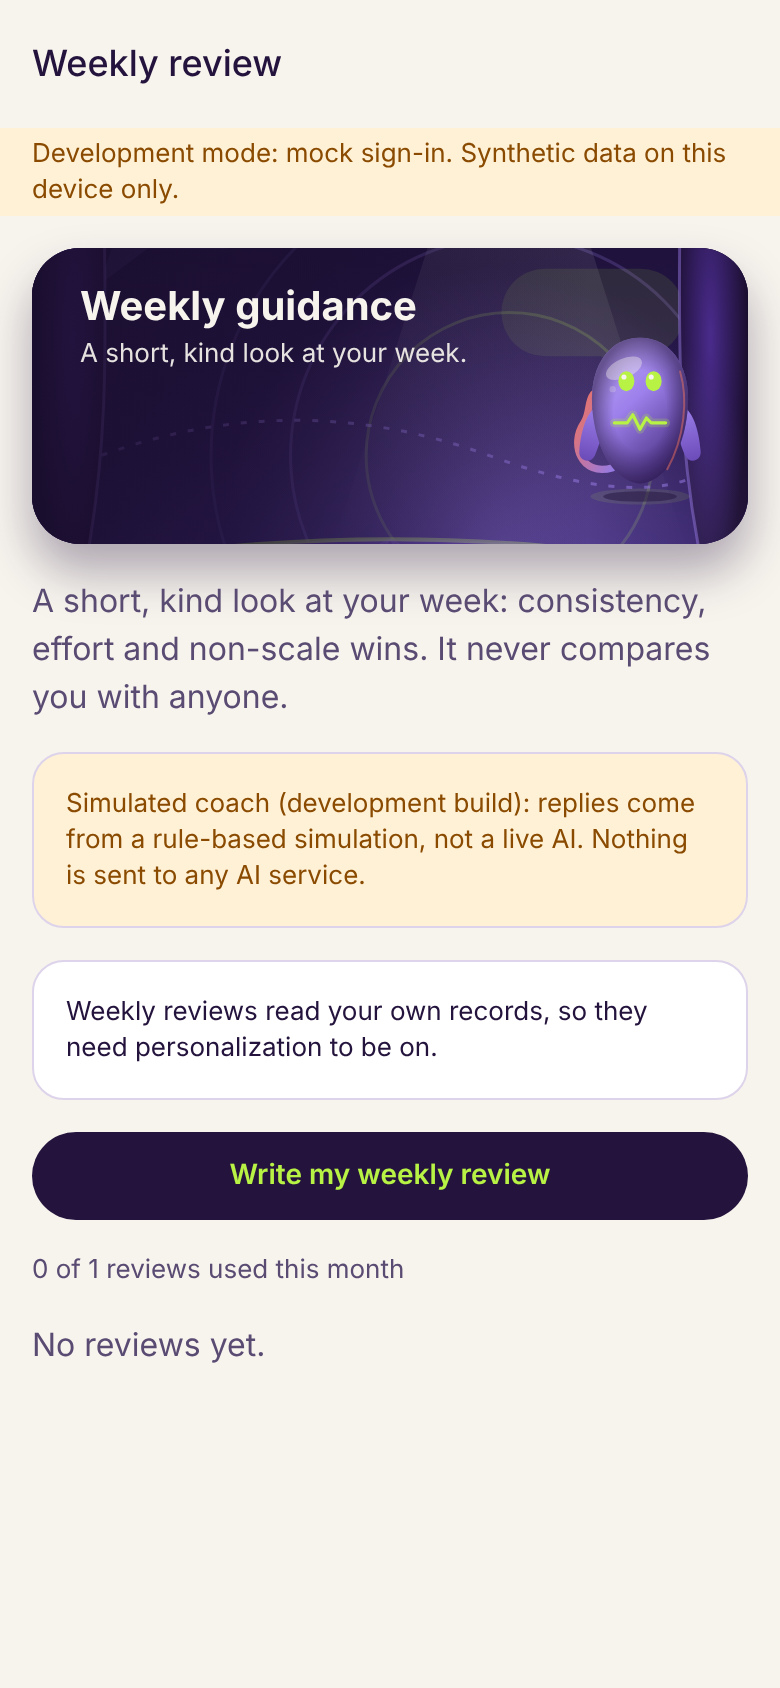 Weekly review
Development mode: mock sign-in. Synthetic data on this
device only.
Weekly guidance
A short, kind look at your week.
A short, kind look at your week: consistency,
effort and non-scale wins. It never compares
you with anyone.
Simulated coach (development build): replies come
from a rule-based simulation, not a live AI. Nothing
is sent to any AI service.
Weekly reviews read your own records, so they
need personalization to be on.
Write my weekly review
0 of 1 reviews used this month
No reviews yet.